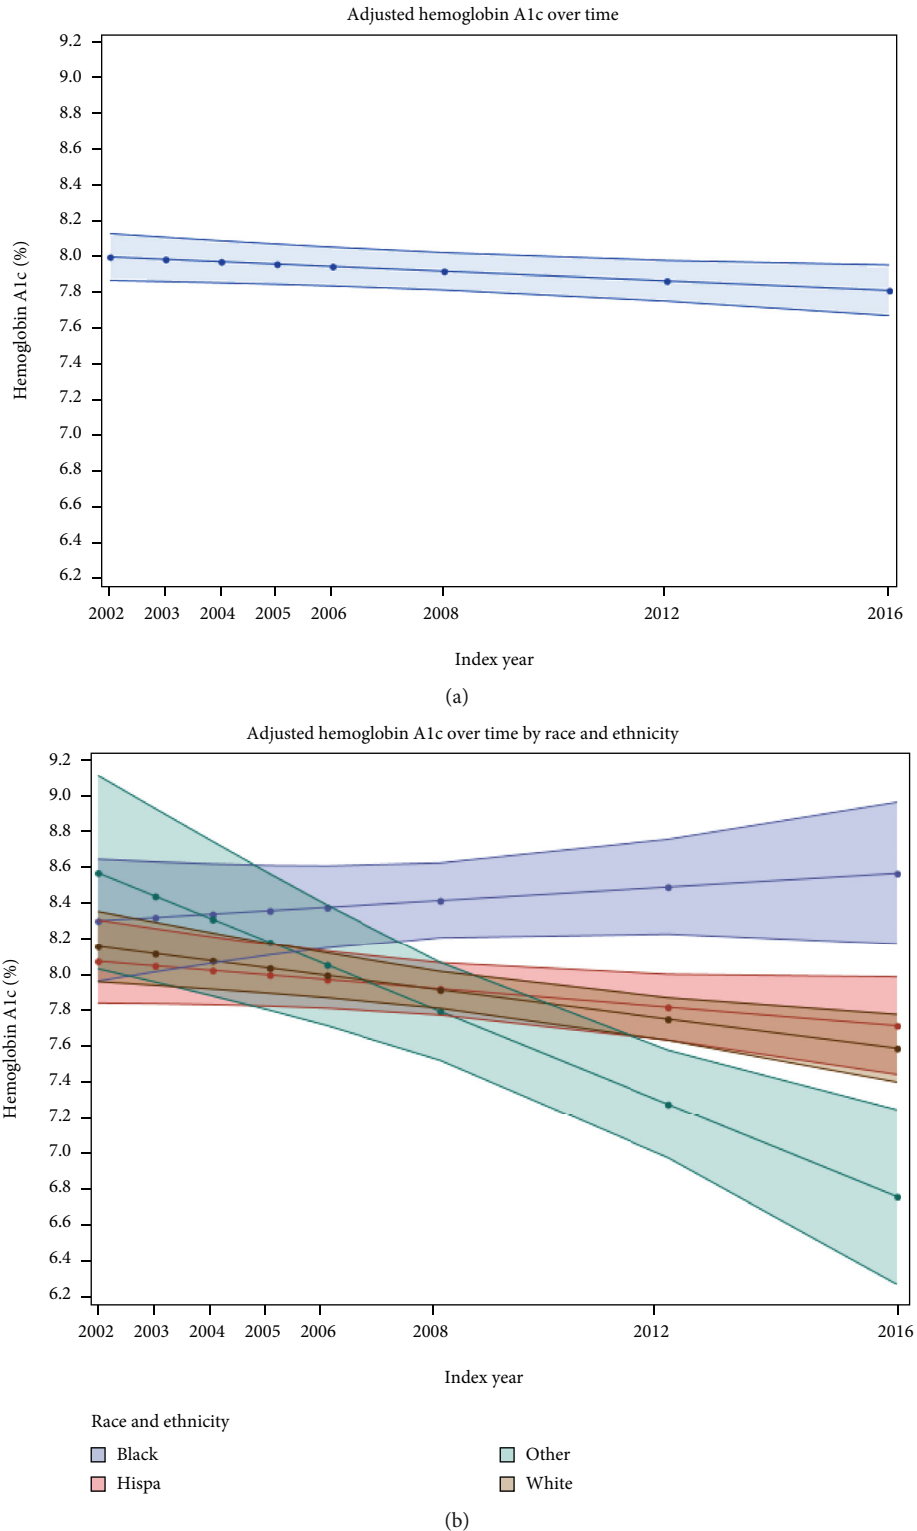 Adjusted hemoglobin A1c over time
9.2
9.0
8.8
8.6
8.4
8.2
8.0
7.8
7.6
7.4
7.2
7.0
6.8
6.6
6.4
6.2
Hemoglobin A1c (%)
2002 2003 2004 2005 2006 2008 2012 2016
Index year
(a)
Adjusted hemoglobin A1c over time by race and ethnicity
9.2
9.0
8.8
8.6
8.4
8.2
8.0
7.8
7.6
7.4
7.2
7.0
6.8
6.6
6.4
6.2
Hemoglobin A1c (%)
2002 2003 2004 2005 2006 2008 2012 2016
Index year
Race and ethnicity
Black Other
Hispa White
(b)